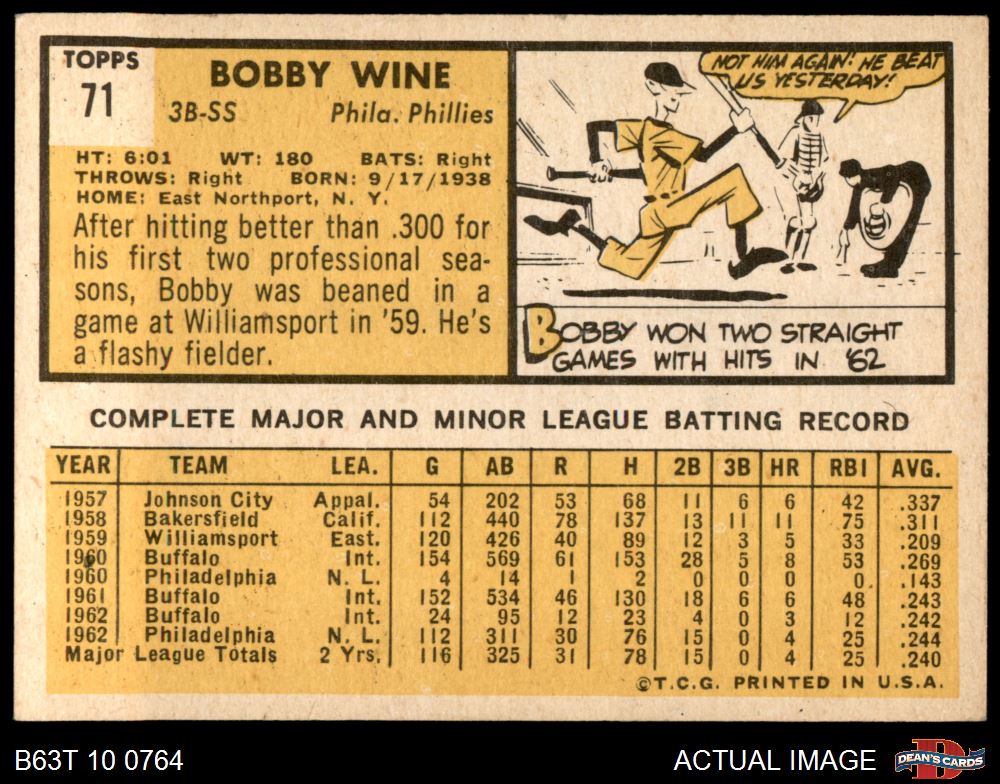 TOPPS
71
BOBBY WINE
3B-SS Phila. Phillies
HT: 6:01 WT: 180 BATS: Right
THROWS: Right BORN: 9/17/1938
HOME: East Northport, N. Y.
After hitting better than .300 for
his first two professional sea-
sons, Bobby was beaned in a
game at Williamsport in '59. He's
a flashy fielder.
NOT HIM AGAIN! HE BEAT
US YESTERDAY!
BOBBY WON TWO STRAIGHT
GAMES WITH HITS IN '62
COMPLETE MAJOR AND MINOR LEAGUE BATTING RECORD
YEAR TEAM LEA. G AB R H 2B 3B HR RBI AVG.
1957 Johnson City Appal. 54 202 53 68 11 6 6 42 .337
1958 Bakersfield Calif. 112 440 78 137 13 11 11 75 .311
1959 Williamsport East. 120 426 40 89 12 3 5 33 .209
1960 Buffalo Int. 154 569 61 153 28 5 8 53 .269
1960 Philadelphia N. L. 4 14 1 2 0 0 0 0 .143
1961 Buffalo Int. 152 534 46 130 18 6 6 48 .243
1962 Buffalo Int. 24 95 12 23 4 0 3 12 .242
1962 Philadelphia N. L. 112 311 30 76 15 0 4 25 .244
Major League Totals 2 Yrs. 116 325 31 78 15 0 4 25 .240
©T.C.G. PRINTED IN U.S.A.
B63T 10 0764 ACTUAL IMAGE
DEAN'S CARDS